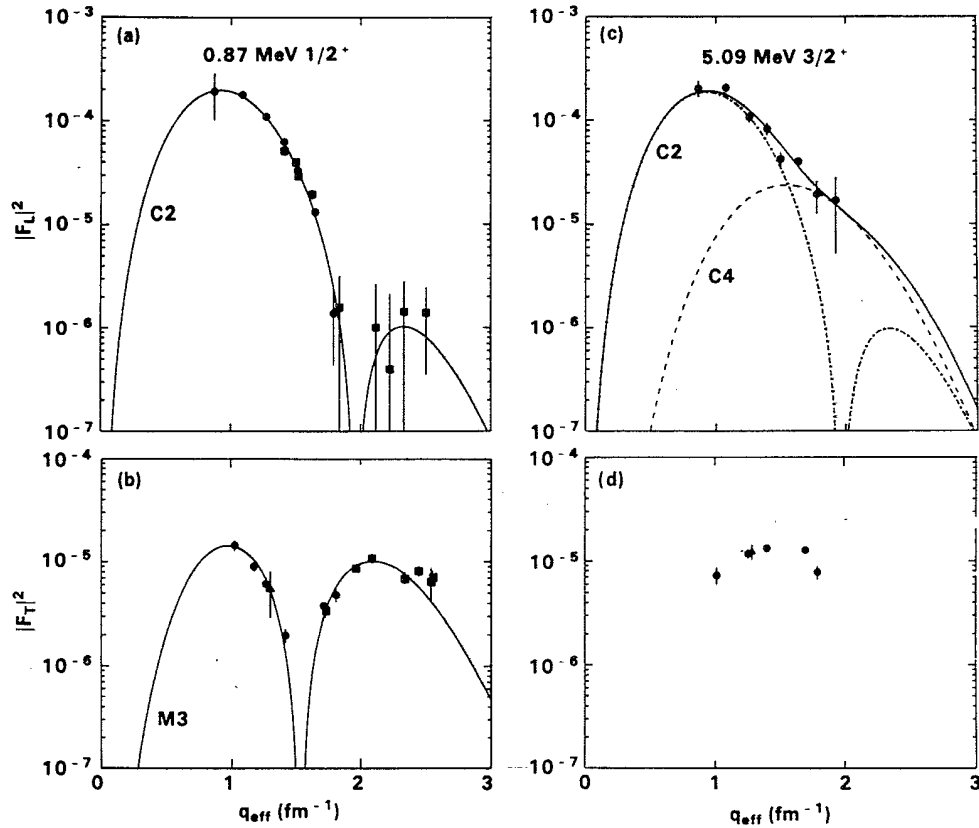 10⁻³
(a)
0.87 MeV 1/2⁺
10⁻⁴
C2
|F_L|²
10⁻⁵
10⁻⁶
10⁻⁷
10⁻³
(c)
5.09 MeV 3/2⁺
10⁻⁴
C2
10⁻⁵
C4
10⁻⁶
10⁻⁷
10⁻⁴
(b)
10⁻⁵
|F_T|²
10⁻⁶
M3
10⁻⁷
0 1 2 3
q_eff (fm⁻¹)
10⁻⁴
(d)
10⁻⁵
10⁻⁶
10⁻⁷
0 1 2 3
q_eff (fm⁻¹)